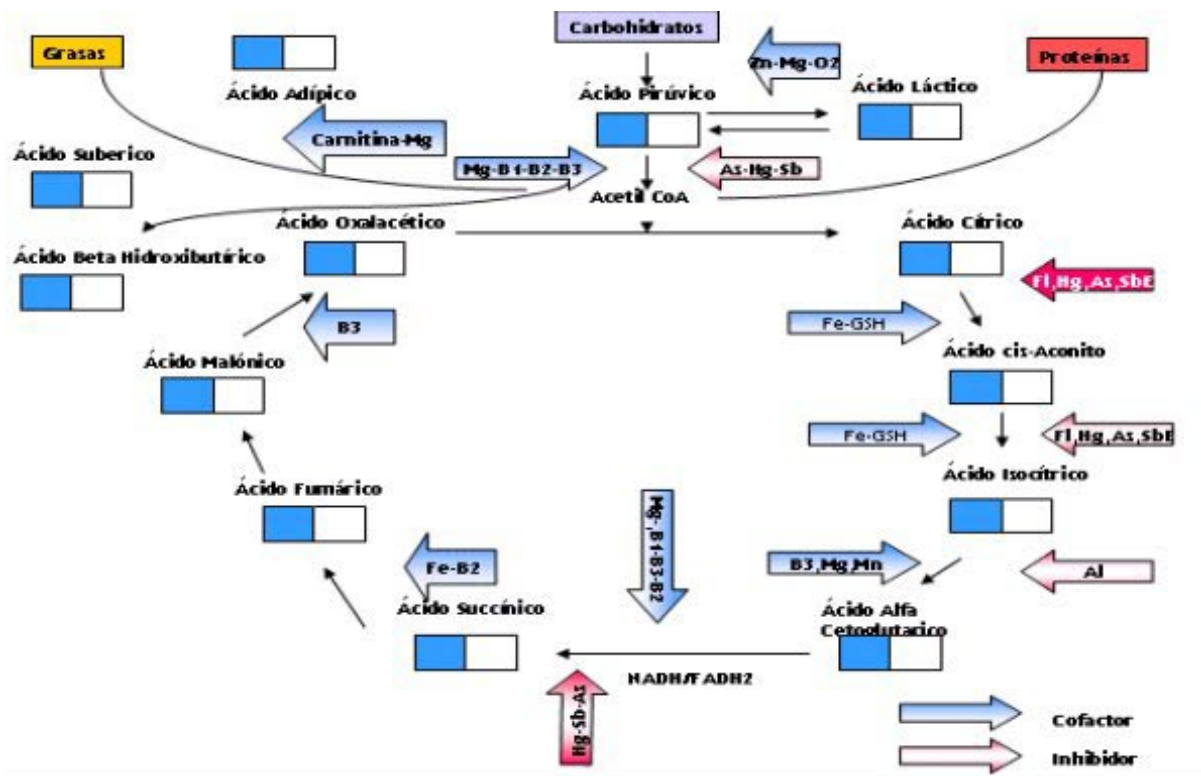 Grasas
Ácido Adípico
Carbohidratos
Zn-Mg-O2
Proteínas
Ácido Pirúvico
Ácido Láctico
Carnitina-Mg
Ácido Suberico
Mg-B1-B2-B3
As-Hg-Sb
Acetil CoA
Ácido Oxalacético
Ácido Cítrico
Ácido Beta Hidroxibutírico
Fl,Hg,As,SbE
B3
Fe-GSH
Ácido Malónico
Ácido cis-Aconito
Fe-GSH
Fl,Hg,As,SbE
Ácido Fumárico
Ácido Isocítrico
Mg-,B1-B3-B2
Fe-B2
B3,Mg,Mn
Al
Ácido Succínico
Ácido Alfa
Cetoglutarico
NADH/FADH2
Hg-Sb-As
Cofactor
Inhibidor